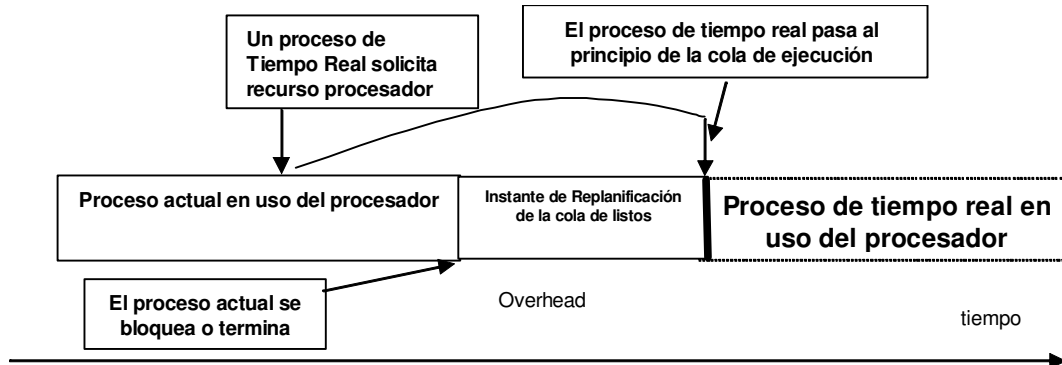 Un proceso de
Tiempo Real solicita
recurso procesador
El proceso de tiempo real pasa al
principio de la cola de ejecución
Proceso actual en uso del procesador
Instante de Replanificación
de la cola de listos
Proceso de tiempo real en
uso del procesador
El proceso actual se
bloquea o termina
Overhead
tiempo